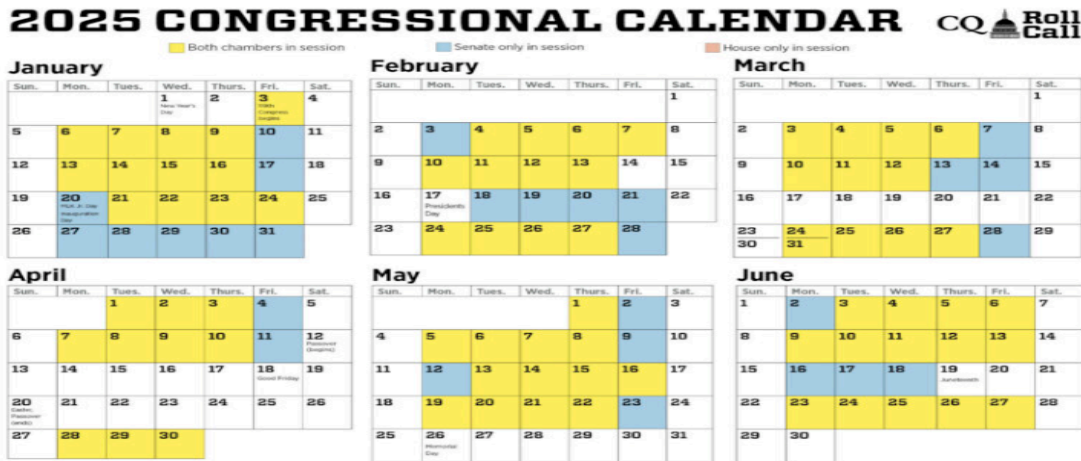 2025 CONGRESSIONAL CALENDAR CQ Roll Call
Both chambers in session Senate only in session House only in session
January February March
Sun. Mon. Tues. Wed. Thurs. Fri. Sat. Sun. Mon. Tues. Wed. Thurs. Fri. Sat. Sun. Mon. Tues. Wed. Thurs. Fri. Sat.
1 2 3 4 1 1
New Year's Day
Congress begins
5 6 7 8 9 10 11 2 3 4 5 6 7 8 2 3 4 5 6 7 8
12 13 14 15 16 17 18 9 10 11 12 13 14 15 9 10 11 12 13 14 15
19 20 21 22 23 24 25 16 17 18 19 20 21 22 16 17 18 19 20 21 22
Inauguration Day
Presidents Day
26 27 28 29 30 31 23 24 25 26 27 28 23 24 25 26 27 28 29
30 31
April May June
Sun. Mon. Tues. Wed. Thurs. Fri. Sat. Sun. Mon. Tues. Wed. Thurs. Fri. Sat. Sun. Mon. Tues. Wed. Thurs. Fri. Sat.
1 2 3 4 5 1 2 3 1 2 3 4 5 6 7
6 7 8 9 10 11 12 4 5 6 7 8 9 10 8 9 10 11 12 13 14
Passover (begins)
13 14 15 16 17 18 19 11 12 13 14 15 16 17 15 16 17 18 19 20 21
Good Friday
Juneteenth
20 21 22 23 24 25 26 18 19 20 21 22 23 24 22 23 24 25 26 27 28
Easter,
Passover
(ends)
27 28 29 30 25 26 27 28 29 30 31 29 30
Memorial Day